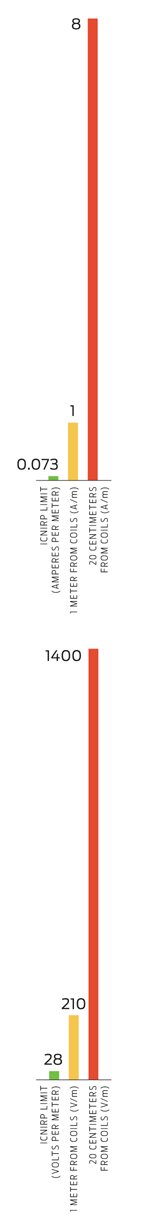 8
1
0.073
ICNIRP LIMIT
(AMPERES PER METER)
1 METER FROM COILS (A/m)
20 CENTIMETERS
FROM COILS (A/m)
1400
210
28
ICNIRP LIMIT
(VOLTS PER METER)
1 METER FROM COILS (V/m)
20 CENTIMETERS
FROM COILS (V/m)